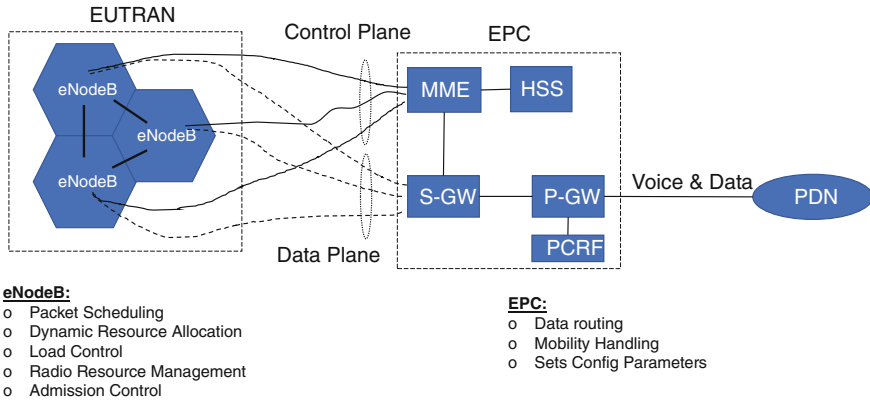 EUTRAN
Control Plane
EPC
eNodeB
eNodeB
eNodeB
MME
HSS
S-GW
P-GW
PCRF
Voice & Data
PDN
Data Plane
eNodeB:
o Packet Scheduling
o Dynamic Resource Allocation
o Load Control
o Radio Resource Management
o Admission Control
EPC:
o Data routing
o Mobility Handling
o Sets Config Parameters